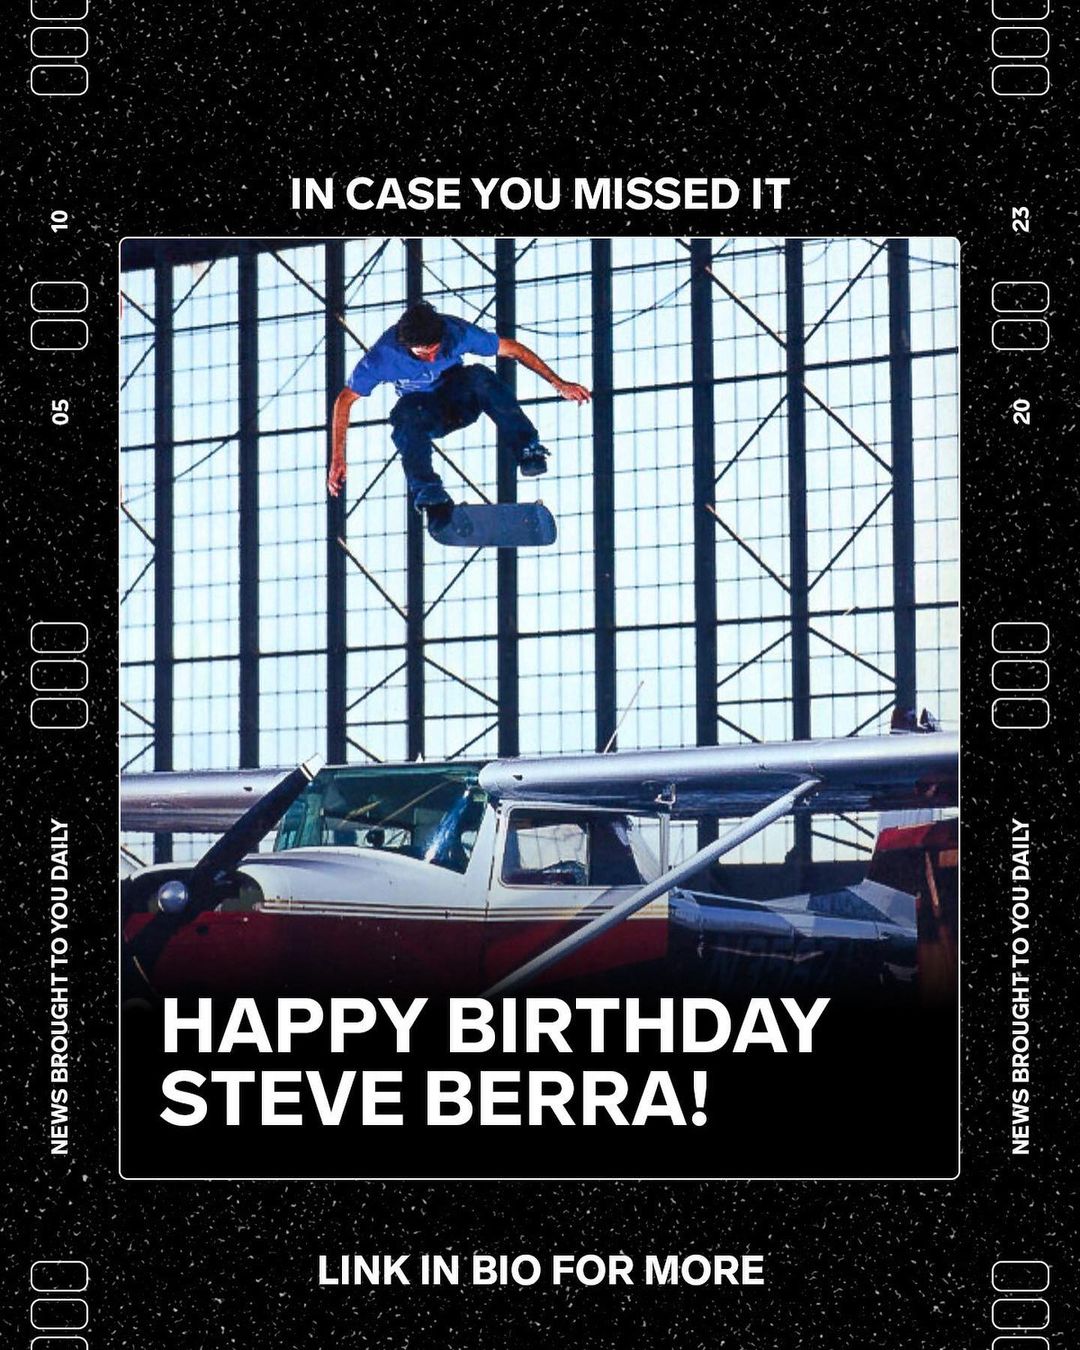 IN CASE YOU MISSED IT
10
05
23
20
NEWS BROUGHT TO YOU DAILY
NEWS BROUGHT TO YOU DAILY
HAPPY BIRTHDAY
STEVE BERRA!
LINK IN BIO FOR MORE